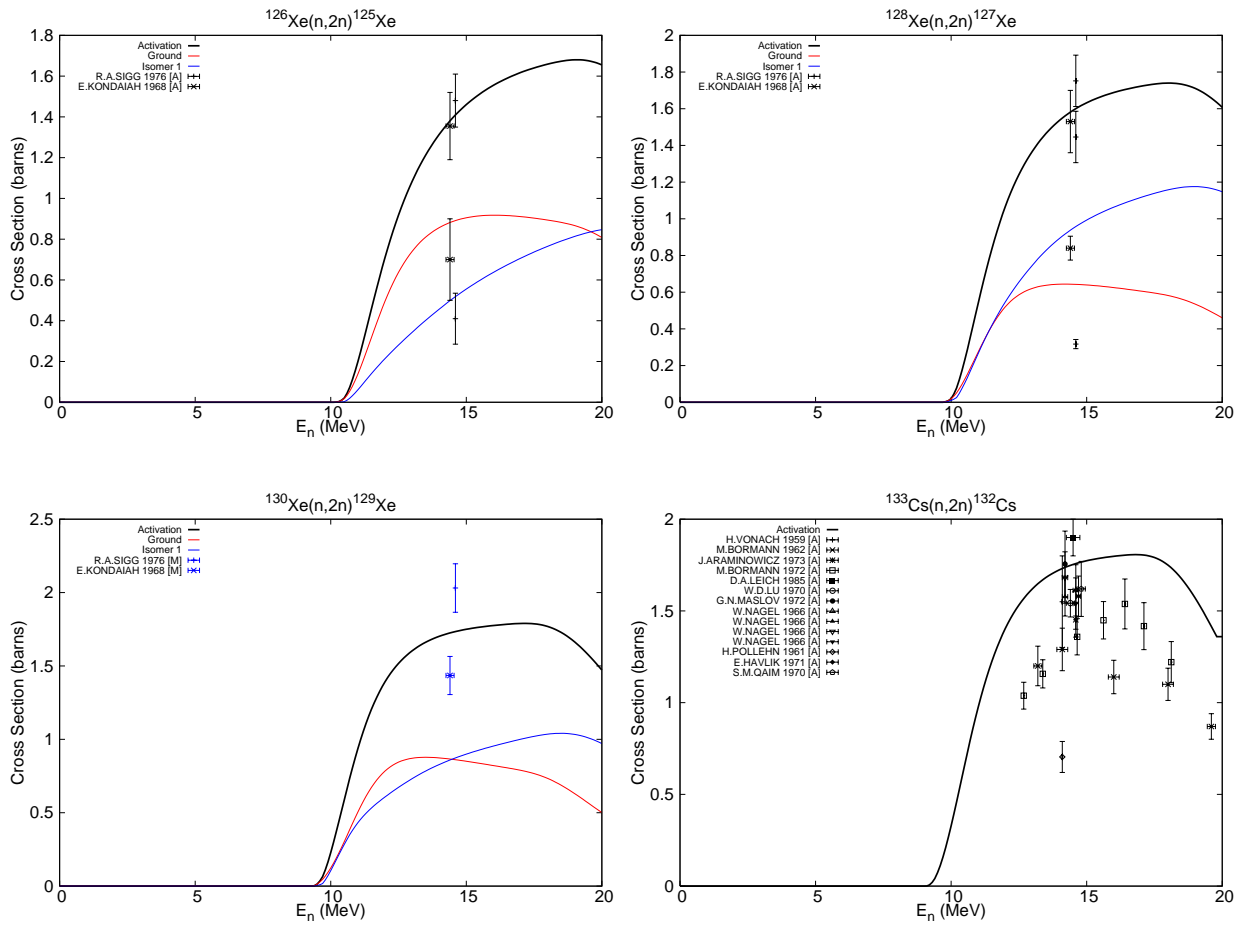 ¹²⁶Xe(n,2n)¹²⁵Xe
Cross Section (barns)
1.8
1.6
1.4
1.2
1
0.8
0.6
0.4
0.2
0
Activation
Ground
Isomer 1
R.A.SIGG 1976 [A]
E.KONDAIAH 1968 [A]
0 5 10 15 20
Eₙ (MeV)
¹²⁸Xe(n,2n)¹²⁷Xe
Cross Section (barns)
2
1.8
1.6
1.4
1.2
1
0.8
0.6
0.4
0.2
0
Activation
Ground
Isomer 1
R.A.SIGG 1976 [A]
E.KONDAIAH 1968 [A]
0 5 10 15 20
Eₙ (MeV)
¹³⁰Xe(n,2n)¹²⁹Xe
Cross Section (barns)
2.5
2
1.5
1
0.5
0
Activation
Ground
Isomer 1
R.A.SIGG 1976 [M]
E.KONDAIAH 1968 [M]
0 5 10 15 20
Eₙ (MeV)
¹³³Cs(n,2n)¹³²Cs
Cross Section (barns)
2
1.5
1
0.5
0
Activation
H.VONACH 1959 [A]
M.BORMANN 1962 [A]
J.ARAMINOWICZ 1973 [A]
M.BORMANN 1972 [A]
D.A.LEICH 1985 [A]
W.D.LU 1970 [A]
G.N.MASLOV 1972 [A]
W.NAGEL 1966 [A]
W.NAGEL 1966 [A]
W.NAGEL 1966 [A]
W.NAGEL 1966 [A]
H.POLLEHN 1961 [A]
E.HAVLIK 1971 [A]
S.M.QAIM 1970 [A]
0 5 10 15 20
Eₙ (MeV)